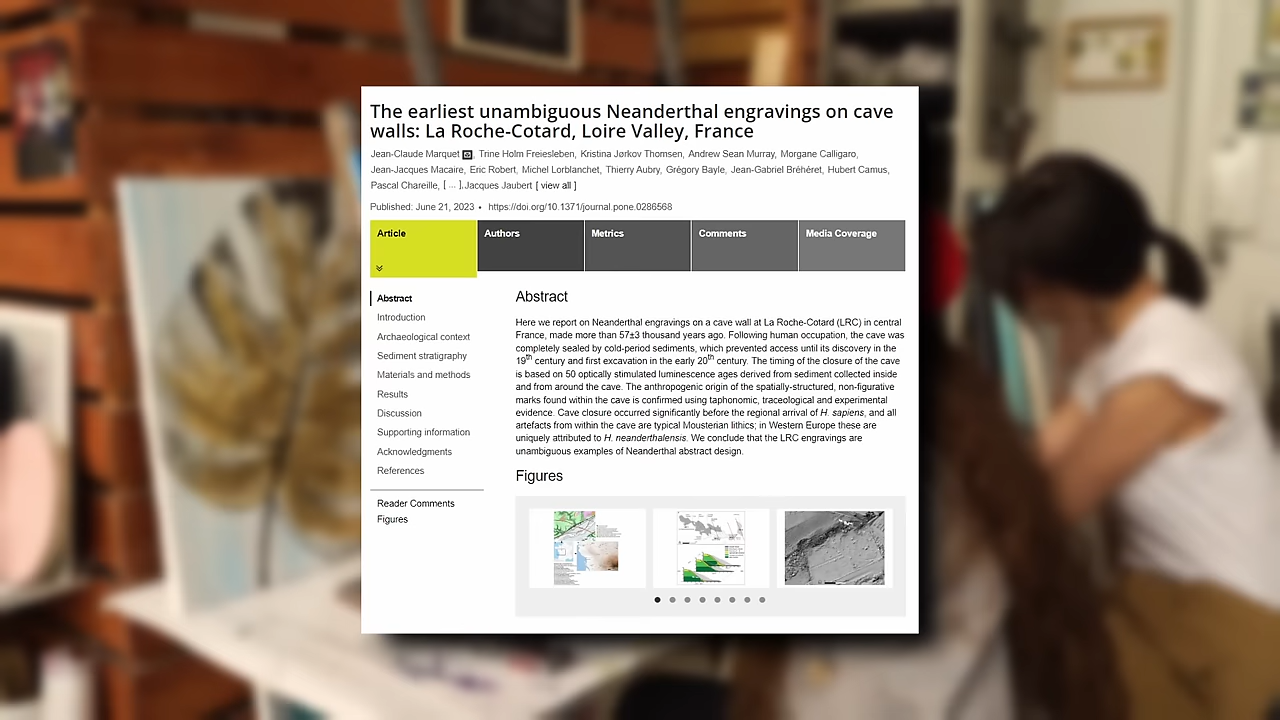 The earliest unambiguous Neanderthal engravings on cave
walls: La Roche-Cotard, Loire Valley, France
Jean-Claude Marquet, Trine Holm Freiesleben, Kristina Jørkov Thomsen, Andrew Sean Murray, Morgane Calligaro,
Jean-Jacques Macaire, Eric Robert, Michel Lorblanchet, Thierry Aubry, Grégory Bayle, Jean-Gabriel Bréhéret, Hubert Camus,
Pascal Chareille, [ ... ], Jacques Jaubert [ view all ]
Published: June 21, 2023 • https://doi.org/10.1371/journal.pone.0286568
Article
Authors
Metrics
Comments
Media Coverage
Abstract
Introduction
Archaeological context
Sediment stratigraphy
Materials and methods
Results
Discussion
Supporting information
Acknowledgments
References
Reader Comments
Figures
Abstract
Here we report on Neanderthal engravings on a cave wall at La Roche-Cotard (LRC) in central
France, made more than 57±3 thousand years ago. Following human occupation, the cave was
completely sealed by cold-period sediments, which prevented access until its discovery in the
19th century and first excavation in the early 20th century. The timing of the closure of the cave
is based on 50 optically stimulated luminescence ages derived from sediment collected inside
and from around the cave. The anthropogenic origin of the spatially-structured, non-figurative
marks found within the cave is confirmed using taphonomic, traceological and experimental
evidence. Cave closure occurred significantly before the regional arrival of H. sapiens, and all
artefacts from within the cave are typical Mousterian lithics; in Western Europe these are
uniquely attributed to H. neanderthalensis. We conclude that the LRC engravings are
unambiguous examples of Neanderthal abstract design.
Figures